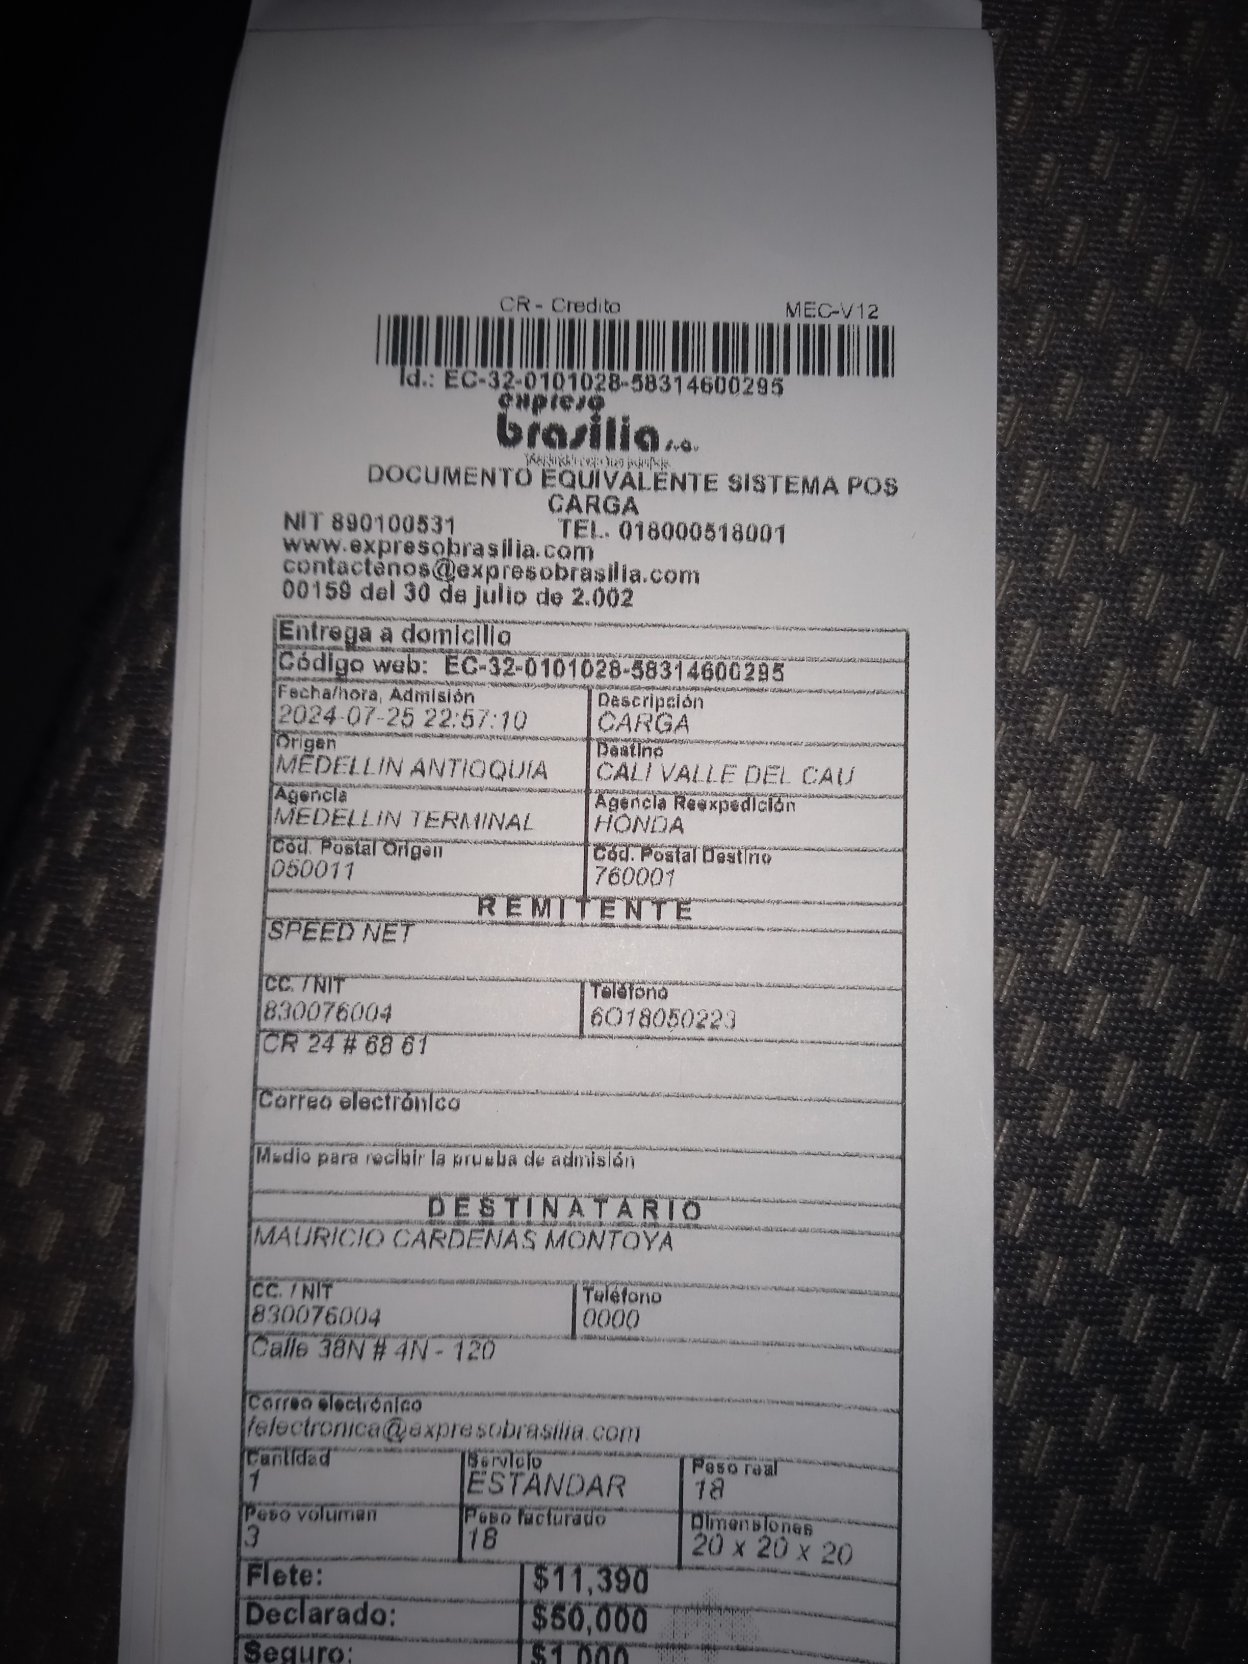 CR - Credito MEC-V12
Id.: EC-32-0101028-58314600295
expreso
brasilia s.a.
DOCUMENTO EQUIVALENTE SISTEMA POS
CARGA
NIT 890100531 TEL. 018000518001
www.expresobrasilia.com
contactenos@expresobrasilia.com
00159 del 30 de julio de 2.002
Entrega a domicilio
Código web: EC-32-0101028-58314600295
Fecha/hora, Admisión Descripción
2024-07-25 22:57:10 CARGA
Origen Destino
MEDELLIN ANTIOQUIA CALI VALLE DEL CAU
Agencia Agencia Reexpedición
MEDELLIN TERMINAL HONDA
Cód. Postal Origen Cód. Postal Destino
050011 760001
REMITENTE
SPEED NET
CC. / NIT Teléfono
830076004 6018050223
CR 24 # 68 61
Correo electrónico
Medio para recibir la prueba de admisión
DESTINATARIO
MAURICIO CARDENAS MONTOYA
CC. / NIT Teléfono
830076004 0000
Calle 38N # 4N - 120
Correo electrónico
felectronica@expresobrasilia.com
Cantidad Servicio Peso real
1 ESTANDAR 18
Peso volumen Peso facturado Dimensiones
3 18 20 x 20 x 20
Flete: $11,390
Declarado: $50,000
Seguro: $1,000